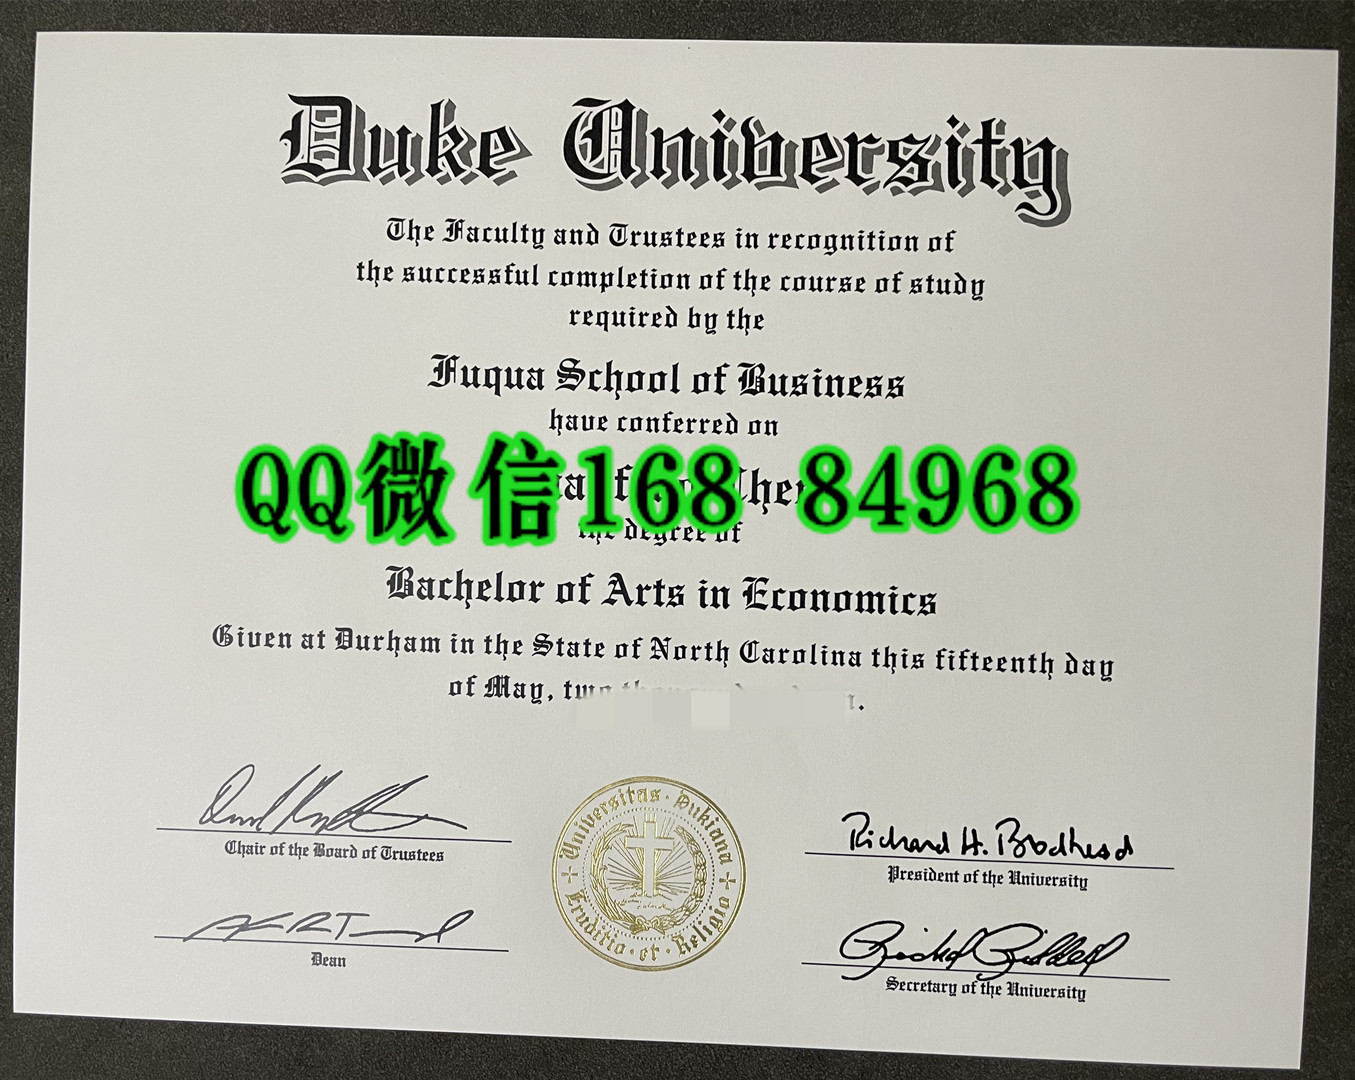 Duke University
The Faculty and Trustees in recognition of
the successful completion of the course of study
required by the
Fuqua School of Business
have conferred on
QQ微信168 84968
the degree of
Bachelor of Arts in Economics
Given at Durham in the State of North Carolina this fifteenth day
of May, two
Chair of the Board of Trustees
Richard H. Brodhead
President of the University
Dean
Secretary of the University
Universitas · Dukiana
Eruditio · et · Religio